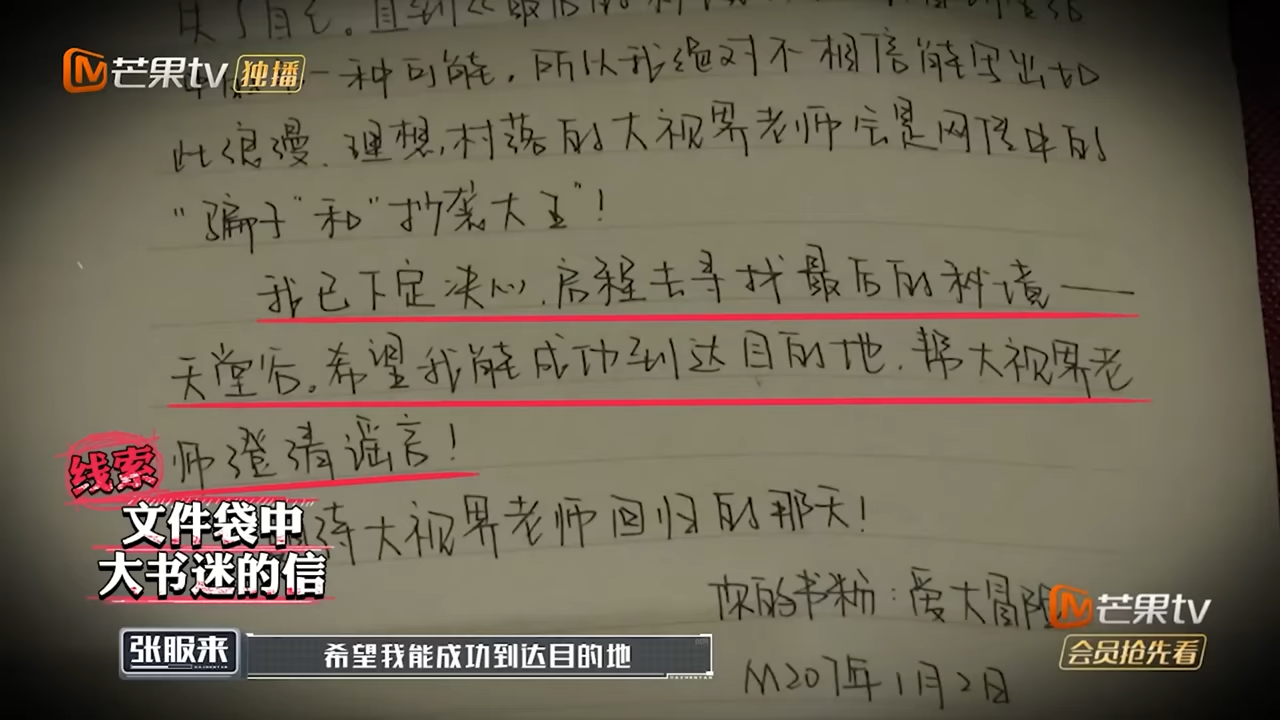 芒果tv 独播
一种可能，所以我绝对不相信能写出如
此浪漫、理想村落的大视界老师会是网传中的
“骗子”和“抄袭大王”！
我已下定决心，启程去寻找最后的秘境——
天堂谷。希望我能成功到达目的地，帮大视界老
师澄清谣言！
待大视界老师回归的那天！
你的书粉：爱大冒险
M207年1月2日
线索
文件袋中
大书迷的信
张服来 希望我能成功到达目的地
芒果tv
会员抢先看